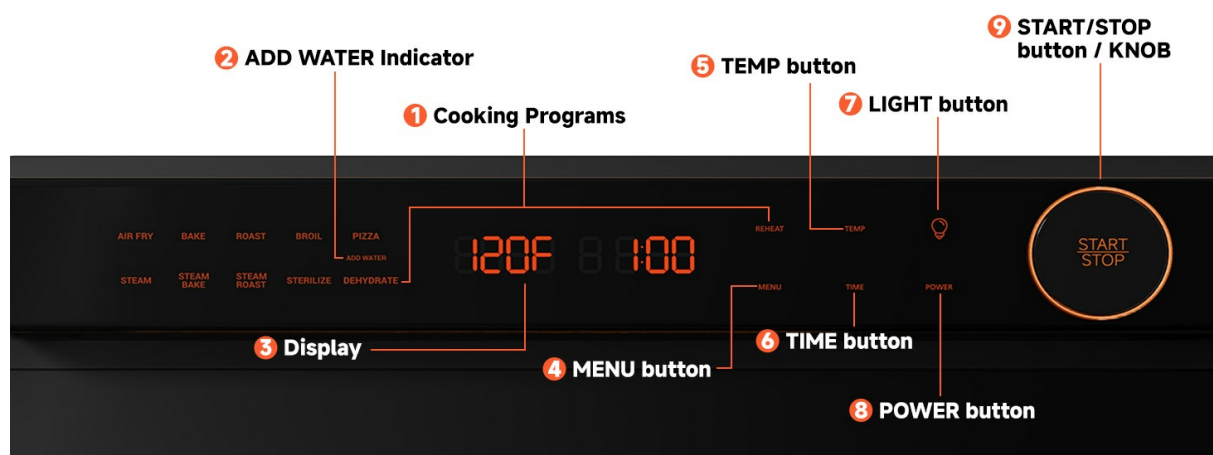 9 START/STOP
button / KNOB
2 ADD WATER Indicator
5 TEMP button
7 LIGHT button
1 Cooking Programs
AIR FRY BAKE ROAST BROIL PIZZA
REHEAT TEMP
ADD WATER
120F 1:00
START
STOP
STEAM STEAM BAKE STEAM ROAST STERILIZE DEHYDRATE
MENU TIME POWER
3 Display
6 TIME button
4 MENU button
8 POWER button